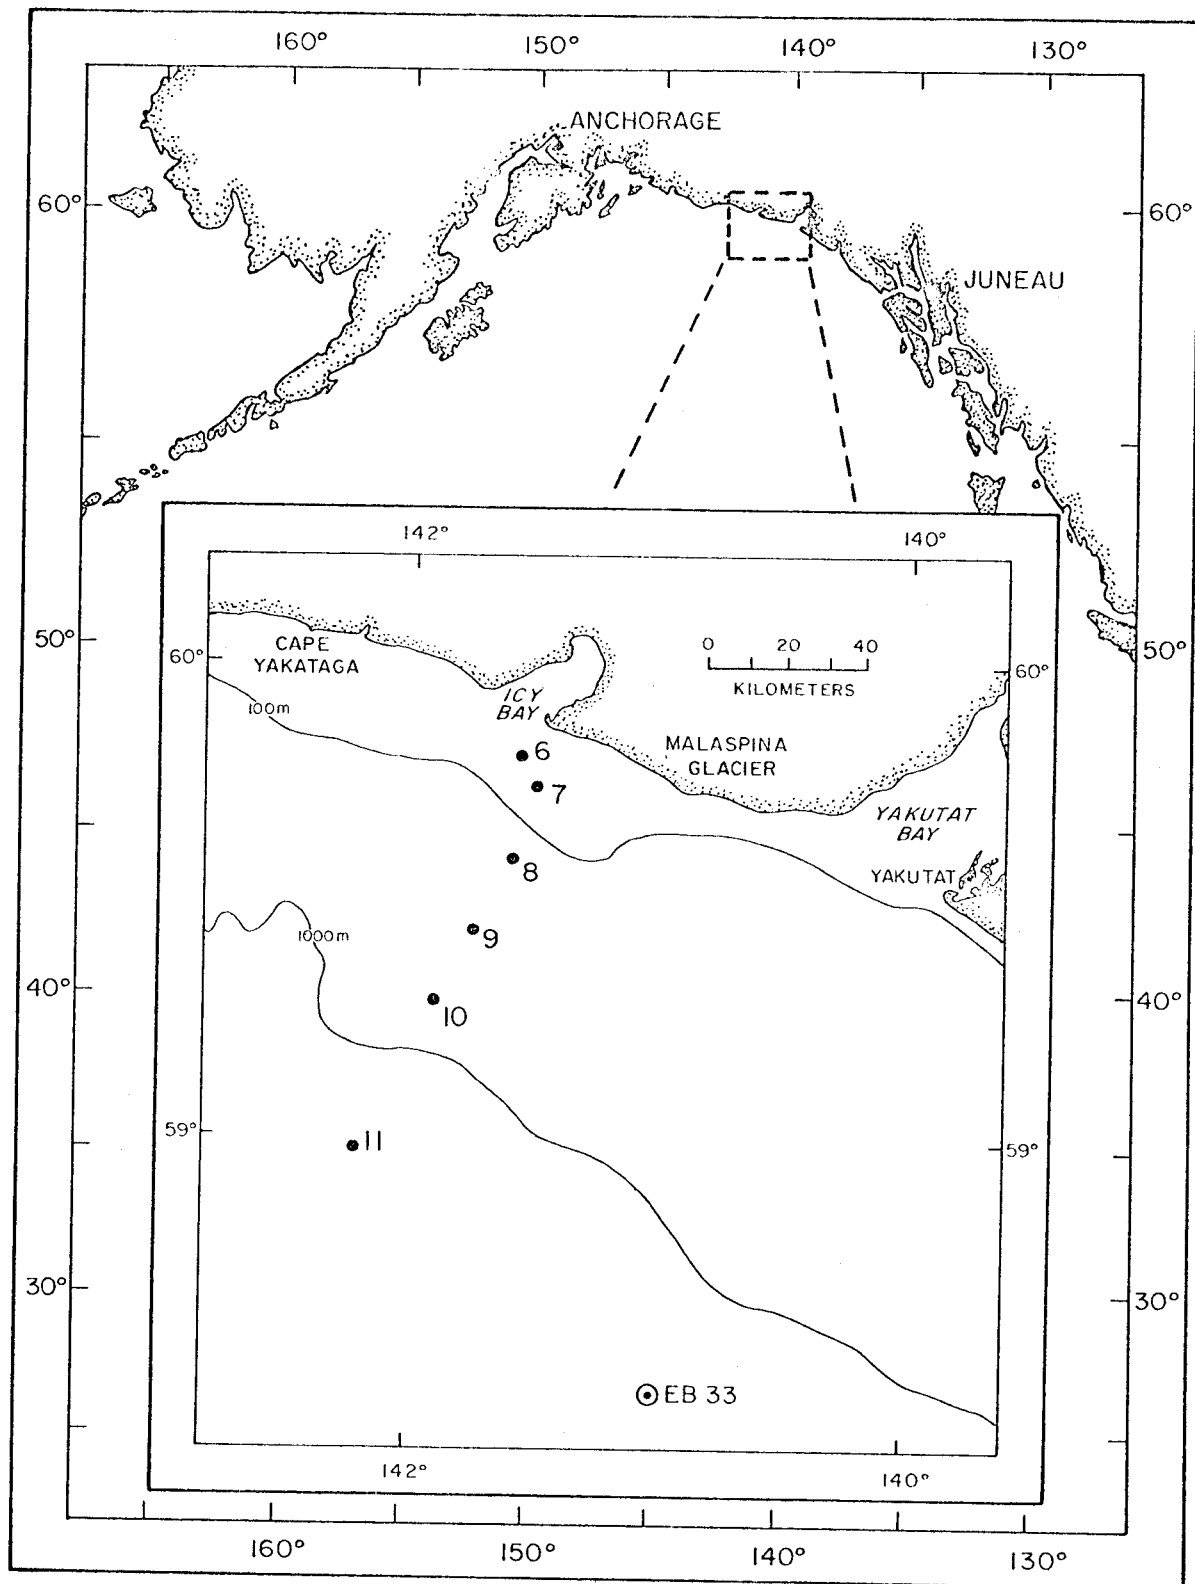 160° 150° 140° 130°
ANCHORAGE
60° 60°
JUNEAU
142° 140°
50° 50°
CAPE
YAKATAGA
60° 60°
0 20 40
KILOMETERS
ICY
BAY
100m
6
MALASPINA
GLACIER
7
YAKUTAT
BAY
8
YAKUTAT
1000m
9
40° 40°
10
59° 59°
11
30° 30°
EB 33
142° 140°
160° 150° 140° 130°